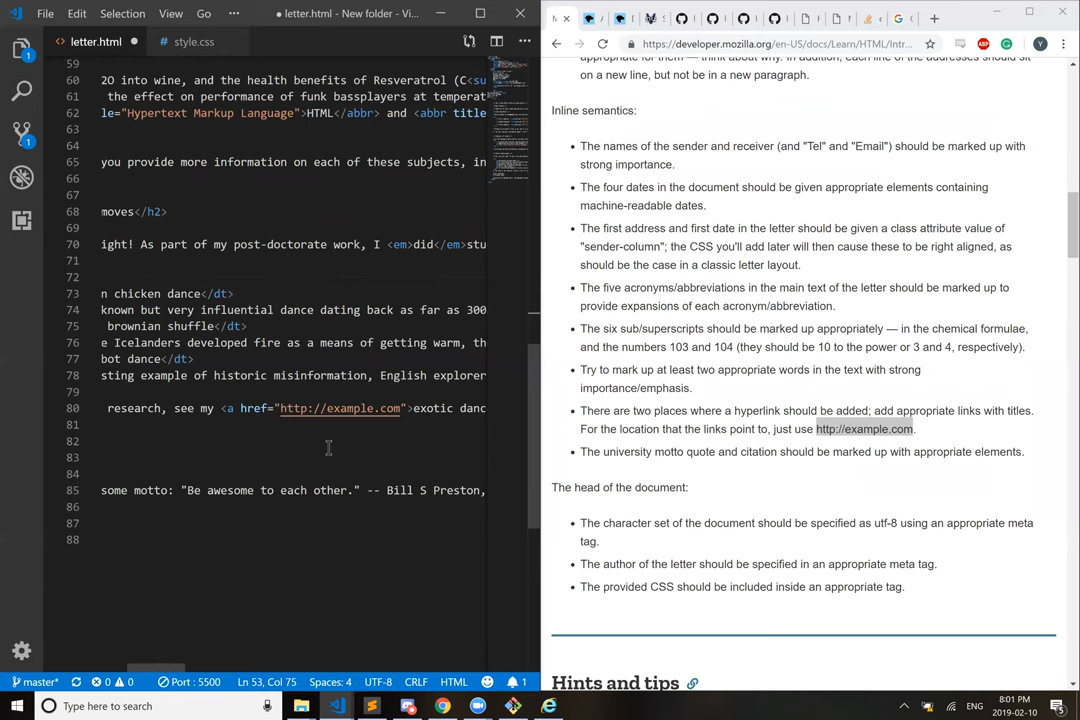 File Edit Selection View Go ··· ● letter.html - New folder - Vi...
letter.html ● # style.css
59
60 2O into wine, and the health benefits of Resveratrol (C<su
61 the effect on performance of funk bassplayers at temperat
62 le="Hypertext Markup Language">HTML</abbr> and <abbr title
63
64
65 you provide more information on each of these subjects, in
66
67
68 moves</h2>
69
70 ight! As part of my post-doctorate work, I <em>did</em>stu
71
72
73 n chicken dance</dt>
74 known but very influential dance dating back as far as 300
75 brownian shuffle</dt>
76 e Icelanders developed fire as a means of getting warm, th
77 bot dance</dt>
78 sting example of historic misinformation, English explorer
79
80 research, see my <a href="http://example.com">exotic danc
81
82
83
84
85 some motto: "Be awesome to each other." -- Bill S Preston,
86
87
88
master* 0 0 Port : 5500 Ln 53, Col 75 Spaces: 4 UTF-8 CRLF HTML 1
https://developer.mozilla.org/en-US/docs/Learn/HTML/Intr...
ABP
Y
appropriate for them — think about why. In addition, each line of the addresses should sit
on a new line, but not be in a new paragraph.
Inline semantics:
• The names of the sender and receiver (and "Tel" and "Email") should be marked up with
strong importance.
• The four dates in the document should be given appropriate elements containing
machine-readable dates.
• The first address and first date in the letter should be given a class attribute value of
"sender-column"; the CSS you'll add later will then cause these to be right aligned, as
should be the case in a classic letter layout.
• The five acronyms/abbreviations in the main text of the letter should be marked up to
provide expansions of each acronym/abbreviation.
• The six sub/superscripts should be marked up appropriately — in the chemical formulae,
and the numbers 103 and 104 (they should be 10 to the power or 3 and 4, respectively).
• Try to mark up at least two appropriate words in the text with strong
importance/emphasis.
• There are two places where a hyperlink should be added; add appropriate links with titles.
For the location that the links point to, just use http://example.com.
• The university motto quote and citation should be marked up with appropriate elements.
The head of the document:
• The character set of the document should be specified as utf-8 using an appropriate meta
tag.
• The author of the letter should be specified in an appropriate meta tag.
• The provided CSS should be included inside an appropriate tag.
Hints and tips
Type here to search
ENG
8:01 PM
2019-02-10
5